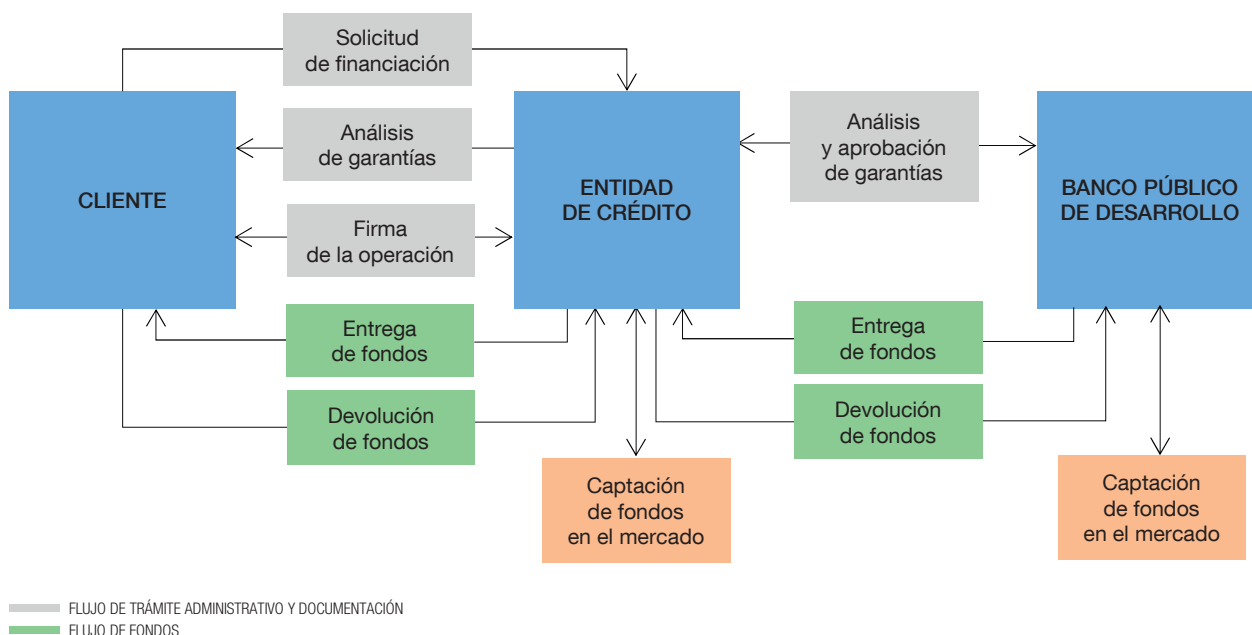 Solicitud
de financiación
Análisis
de garantías
Análisis
y aprobación
de garantías
CLIENTE
ENTIDAD
DE CRÉDITO
BANCO PÚBLICO
DE DESARROLLO
Firma
de la operación
Entrega
de fondos
Entrega
de fondos
Devolución
de fondos
Devolución
de fondos
Captación
de fondos
en el mercado
Captación
de fondos
en el mercado
FLUJO DE TRÁMITE ADMINISTRATIVO Y DOCUMENTACIÓN
FLUJO DE FONDOS